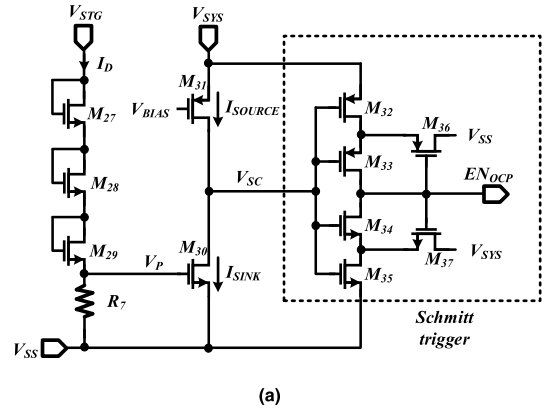 V_STG
V_SYS
I_D
M_27
M_31
V_BIAS
I_SOURCE
M_32
M_36
V_SS
M_33
M_28
V_SC
EN_OCP
M_34
M_29
V_P
M_30
I_SINK
M_37
V_SYS
M_35
R_7
V_SS
Schmitt
trigger
(a)